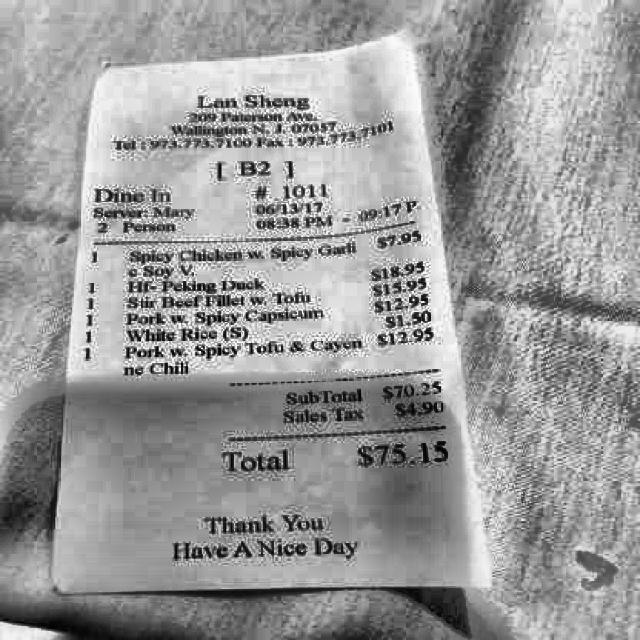 Lan Sheng
209 Paterson Ave
Wallington N. J. 07057
Tel : 973.773.7100 Fax : 973.773.7101
[ B2 ]
Dine In # 1011
Server: Mary 06/13/17
2 Person 08:38 PM - 09:17 P
1 Spicy Chicken w. Spicy Garli $7.95
c Soy V.
1 Hf- Peking Duck $18.95
1 Stir Beef Fillet w. Tofu $15.95
1 Pork w. Spicy Capsicum $12.95
1 White Rice (S) $1.50
1 Pork w. Spicy Tofu & Cayen $12.95
ne Chili
SubTotal $70.25
Sales Tax $4.90
Total $75.15
Thank You
Have A Nice Day